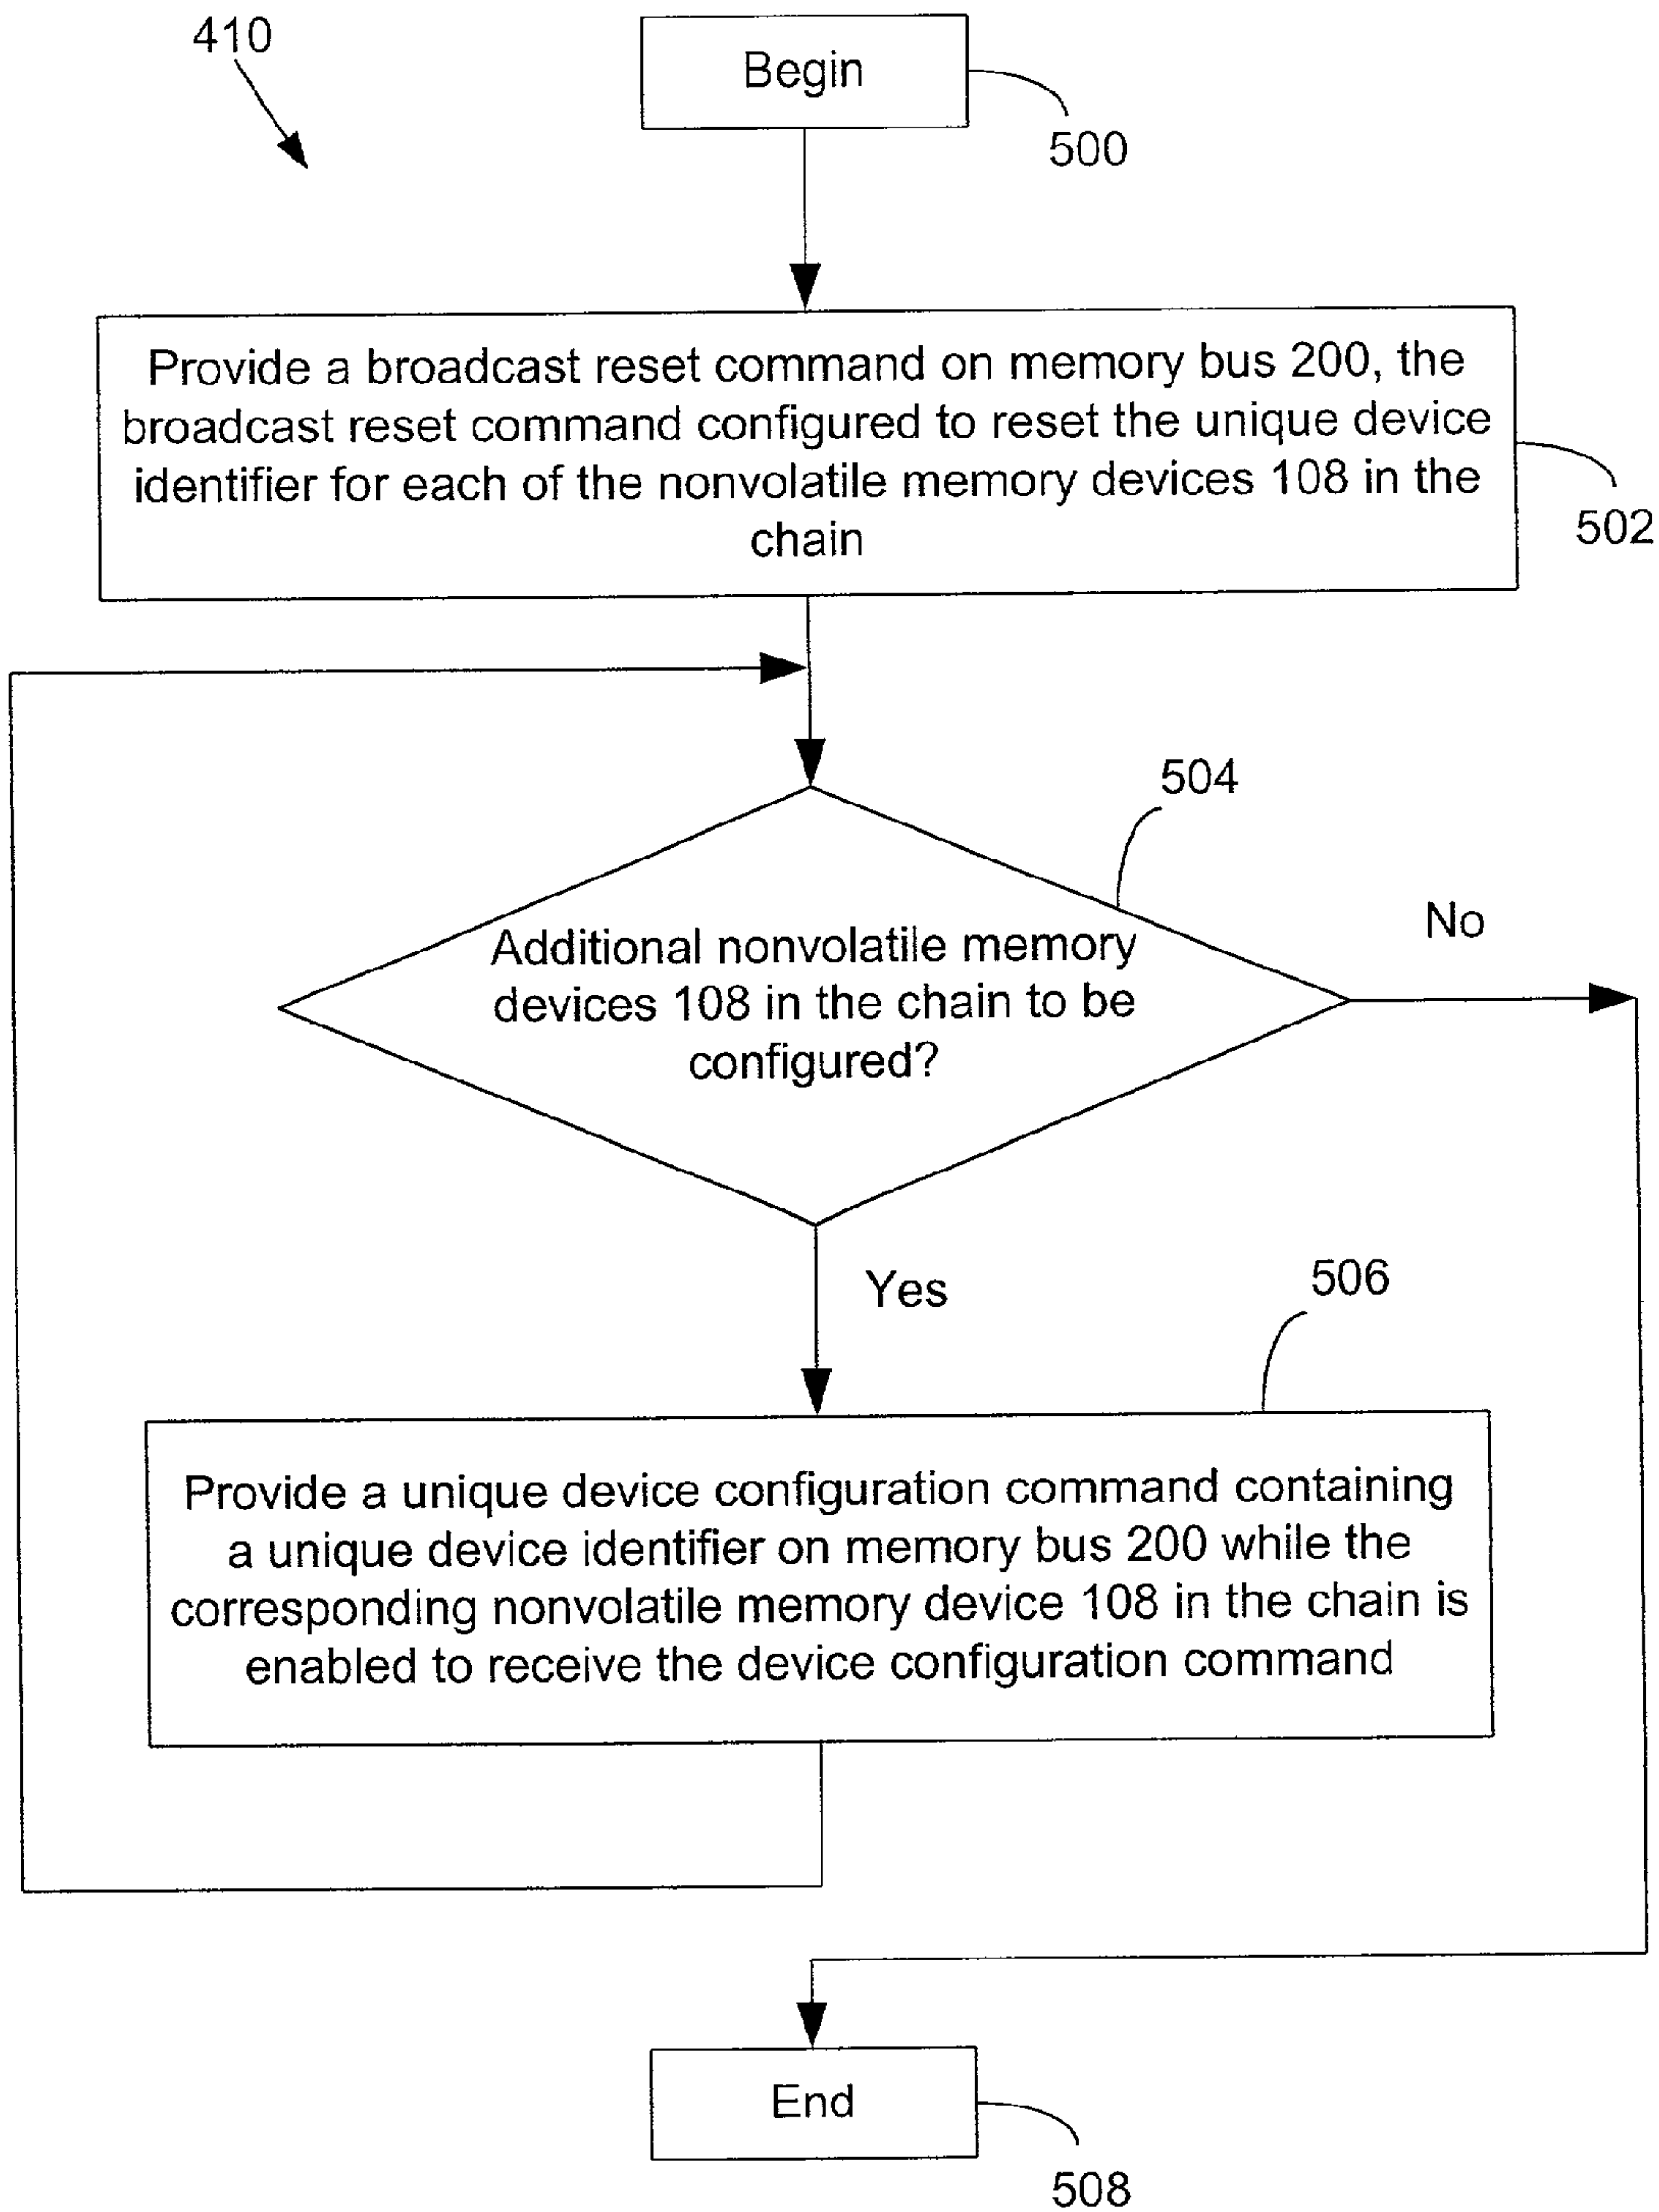 410
Begin
500
Provide a broadcast reset command on memory bus 200, the
broadcast reset command configured to reset the unique device
identifier for each of the nonvolatile memory devices 108 in the
chain
502
504
No
Additional nonvolatile memory
devices 108 in the chain to be
configured?
Yes
506
Provide a unique device configuration command containing
a unique device identifier on memory bus 200 while the
corresponding nonvolatile memory device 108 in the chain is
enabled to receive the device configuration command
End
508